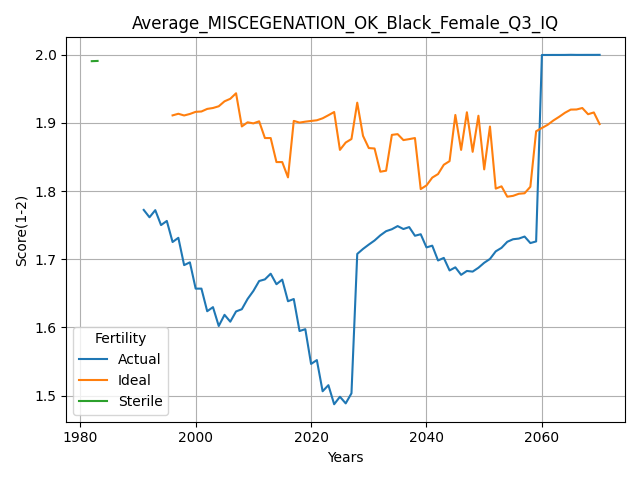 Average_MISCEGENATION_OK_Black_Female_Q3_IQ
2.0
1.9
1.8
1.7
1.6
1.5
Score(1-2)
Fertility
Actual
Ideal
Sterile
1980
2000
2020
2040
2060
Years